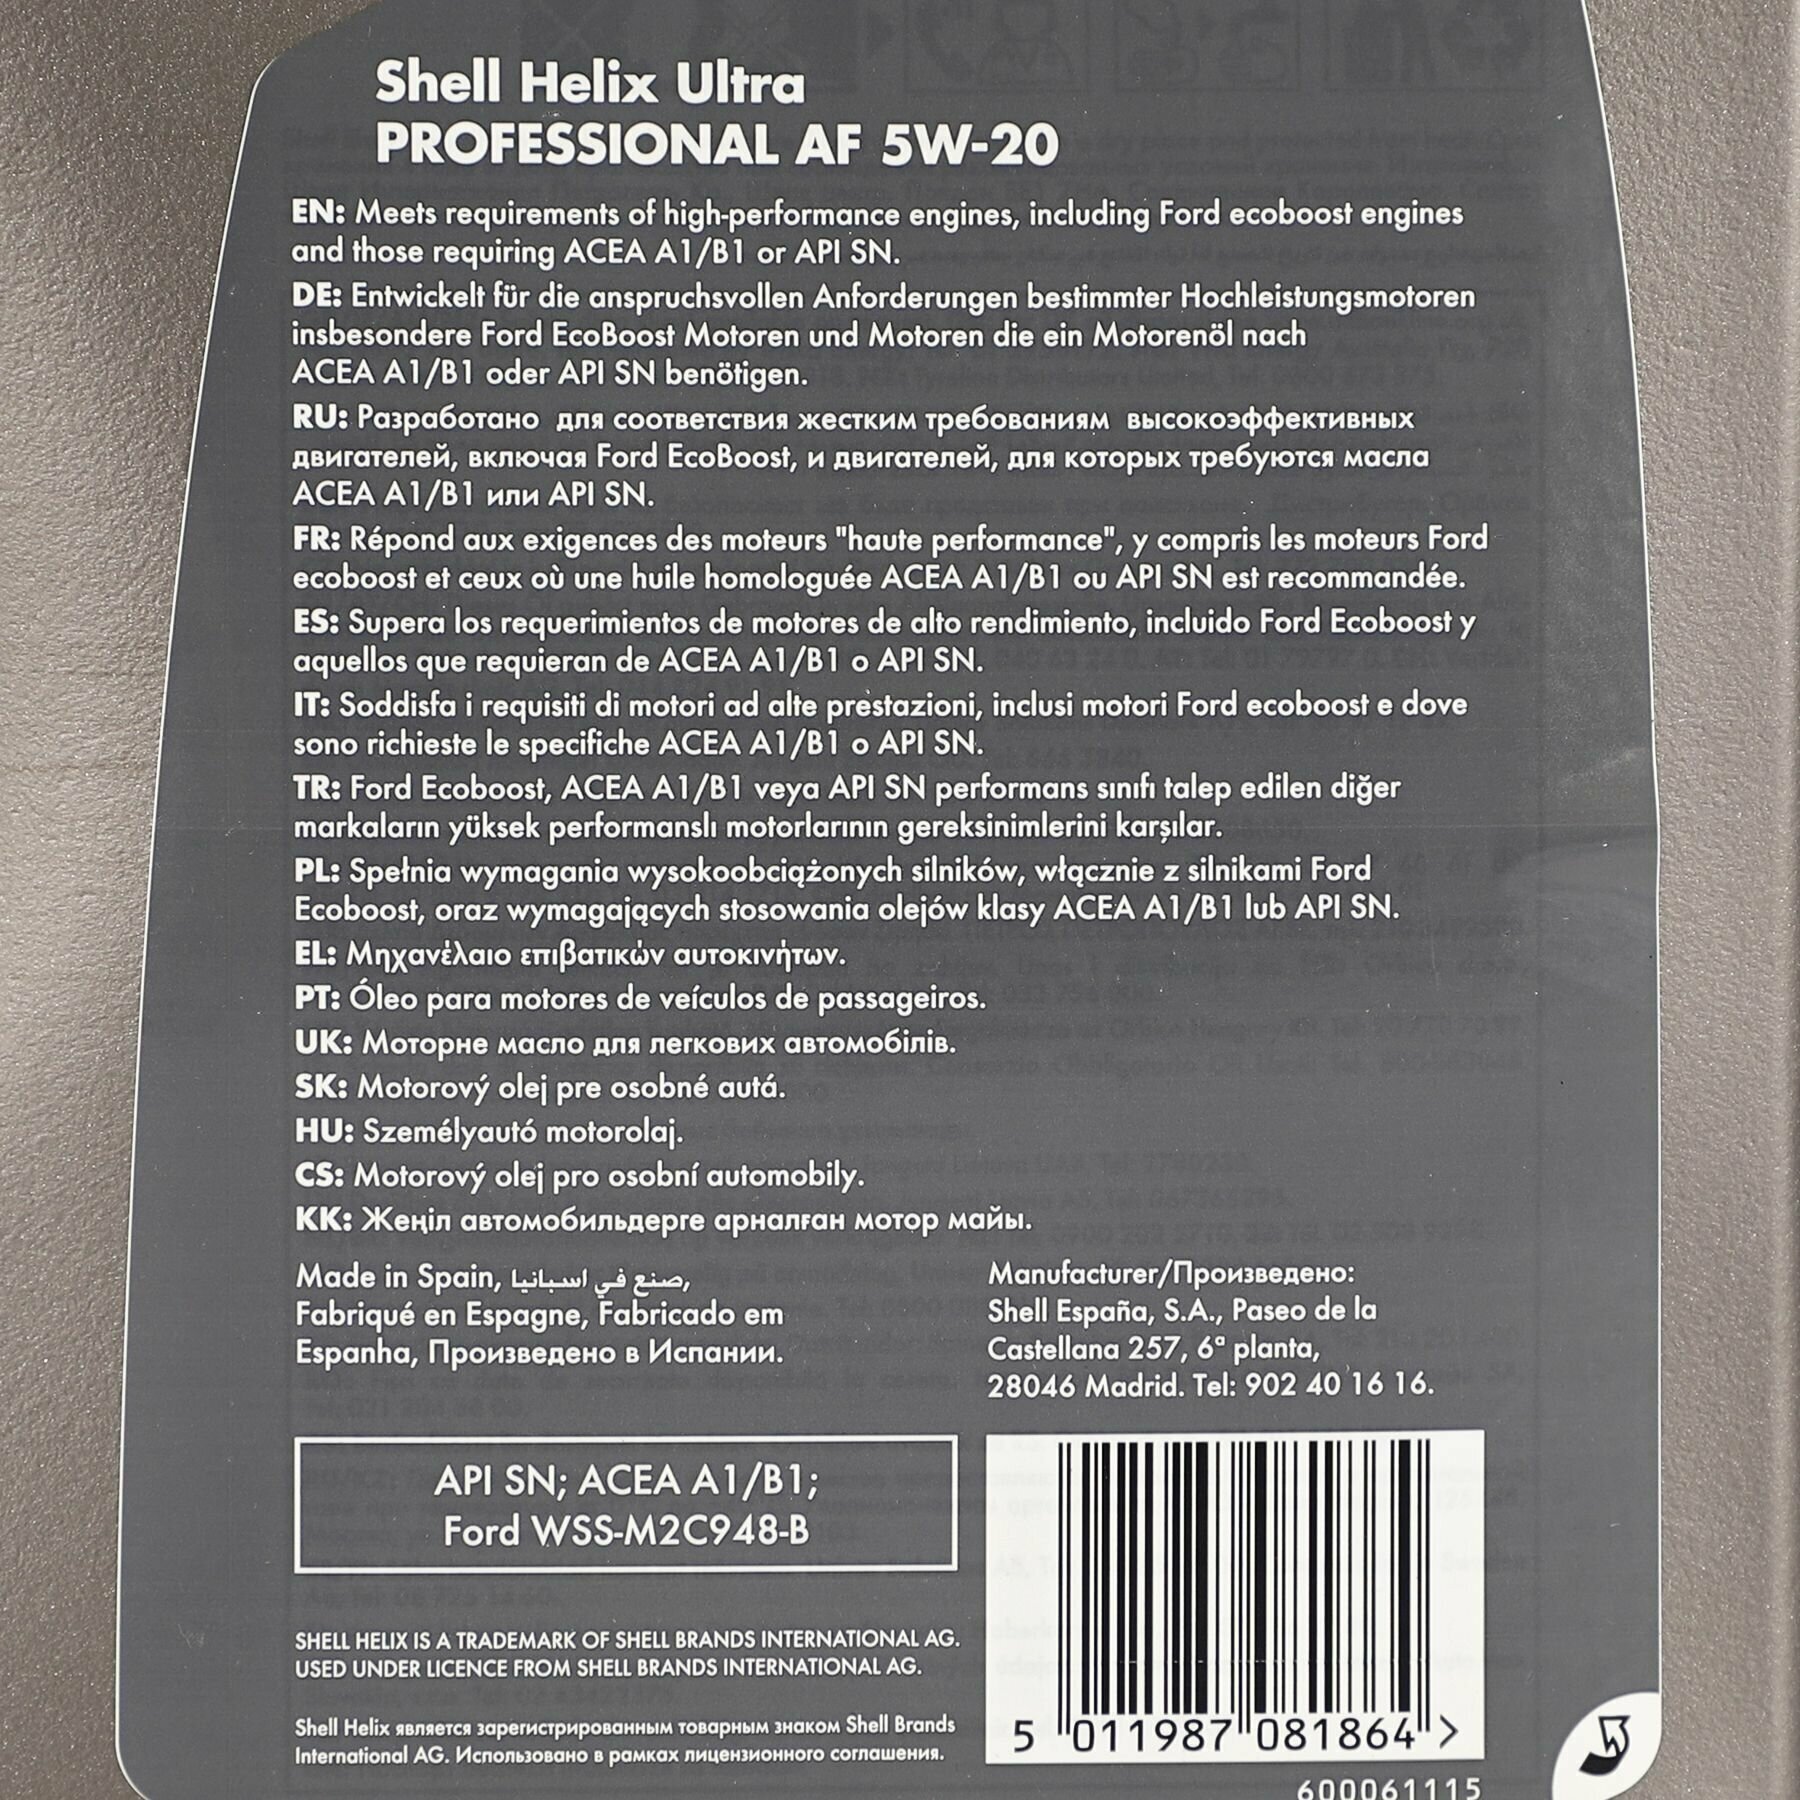 Shell Helix Ultra
PROFESSIONAL AF 5W-20
EN: Meets requirements of high-performance engines, including Ford ecoboost engines
and those requiring ACEA A1/B1 or API SN.
DE: Entwickelt für die anspruchsvollen Anforderungen bestimmter Hochleistungsmotoren
insbesondere Ford EcoBoost Motoren und Motoren die ein Motorenöl nach
ACEA A1/B1 oder API SN benötigen.
RU: Разработано для соответствия жестким требованиям высокоэффективных
двигателей, включая Ford EcoBoost, и двигателей, для которых требуются масла
ACEA A1/B1 или API SN.
FR: Répond aux exigences des moteurs "haute performance", y compris les moteurs Ford
ecoboost et ceux où une huile homologuée ACEA A1/B1 ou API SN est recommandée.
ES: Supera los requerimientos de motores de alto rendimiento, incluido Ford Ecoboost y
aquellos que requieran de ACEA A1/B1 o API SN.
IT: Soddisfa i requisiti di motori ad alte prestazioni, inclusi motori Ford ecoboost e dove
sono richieste le specifiche ACEA A1/B1 o API SN.
TR: Ford Ecoboost, ACEA A1/B1 veya API SN performans sınıfı talep edilen diğer
markaların yüksek performanslı motorlarının gereksinimlerini karşılar.
PL: Spełnia wymagania wysokoobciążonych silników, włącznie z silnikami Ford
Ecoboost, oraz wymagających stosowania olejów klasy ACEA A1/B1 lub API SN.
EL: Μηχανέλαιο επιβατικών αυτοκινήτων.
PT: Óleo para motores de veículos de passageiros.
UK: Моторне масло для легкових автомобілів.
SK: Motorový olej pre osobné autá.
HU: Személyautó motorolaj.
CS: Motorový olej pro osobní automobily.
KK: Жеңіл автомобильдерге арналған мотор майы.
Made in Spain, صنع في اسبانيا,
Fabriqué en Espagne, Fabricado em
Espanha, Произведено в Испании.
Manufacturer/Произведено:
Shell España, S.A., Paseo de la
Castellana 257, 6ª planta,
28046 Madrid. Tel: 902 40 16 16.
API SN; ACEA A1/B1;
Ford WSS-M2C948-B
SHELL HELIX IS A TRADEMARK OF SHELL BRANDS INTERNATIONAL AG.
USED UNDER LICENCE FROM SHELL BRANDS INTERNATIONAL AG.
Shell Helix является зарегистрированным товарным знаком Shell Brands
International AG. Использовано в рамках лицензионного соглашения.
5 011987 081864 >
600061115